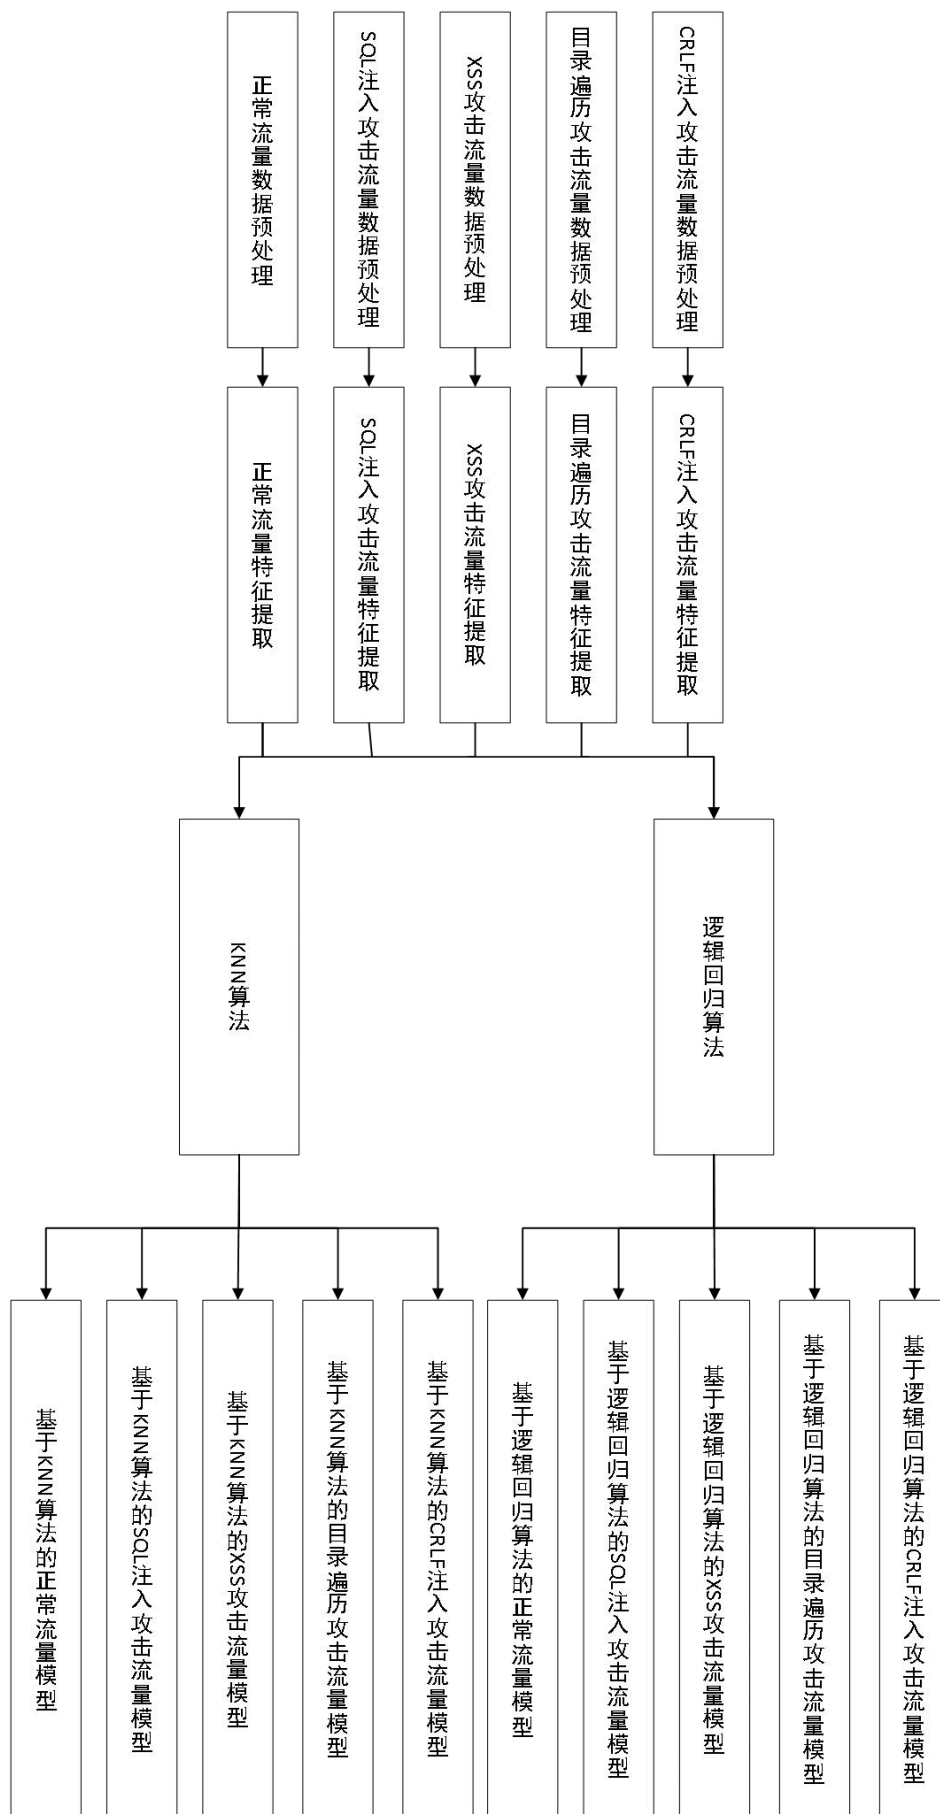 正常流量数据预处理
SQL注入攻击流量数据预处理
XSS攻击流量数据预处理
目录遍历攻击流量数据预处理
CRLF注入攻击流量数据预处理
正常流量特征提取
SQL注入攻击流量特征提取
XSS攻击流量特征提取
目录遍历攻击流量特征提取
CRLF注入攻击流量特征提取
KNN算法
逻辑回归算法
基于KNN算法的正常流量模型
基于KNN算法的SQL注入攻击流量模型
基于KNN算法的XSS攻击流量模型
基于KNN算法的目录遍历攻击流量模型
基于KNN算法的CRLF注入攻击流量模型
基于逻辑回归算法的正常流量模型
基于逻辑回归算法的SQL注入攻击流量模型
基于逻辑回归算法的XSS攻击流量模型
基于逻辑回归算法的目录遍历攻击流量模型
基于逻辑回归算法的CRLF注入攻击流量模型